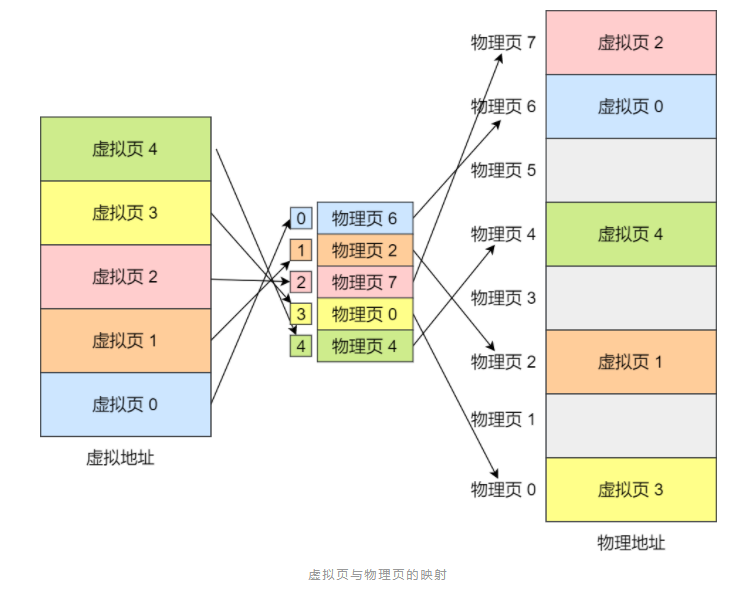 虚拟页 4
虚拟页 3
虚拟页 2
虚拟页 1
虚拟页 0
虚拟地址
0 物理页 6
1 物理页 2
2 物理页 7
3 物理页 0
4 物理页 4
物理页 7 虚拟页 2
物理页 6 虚拟页 0
物理页 5
物理页 4 虚拟页 4
物理页 3
物理页 2 虚拟页 1
物理页 1
物理页 0 虚拟页 3
物理地址
虚拟页与物理页的映射